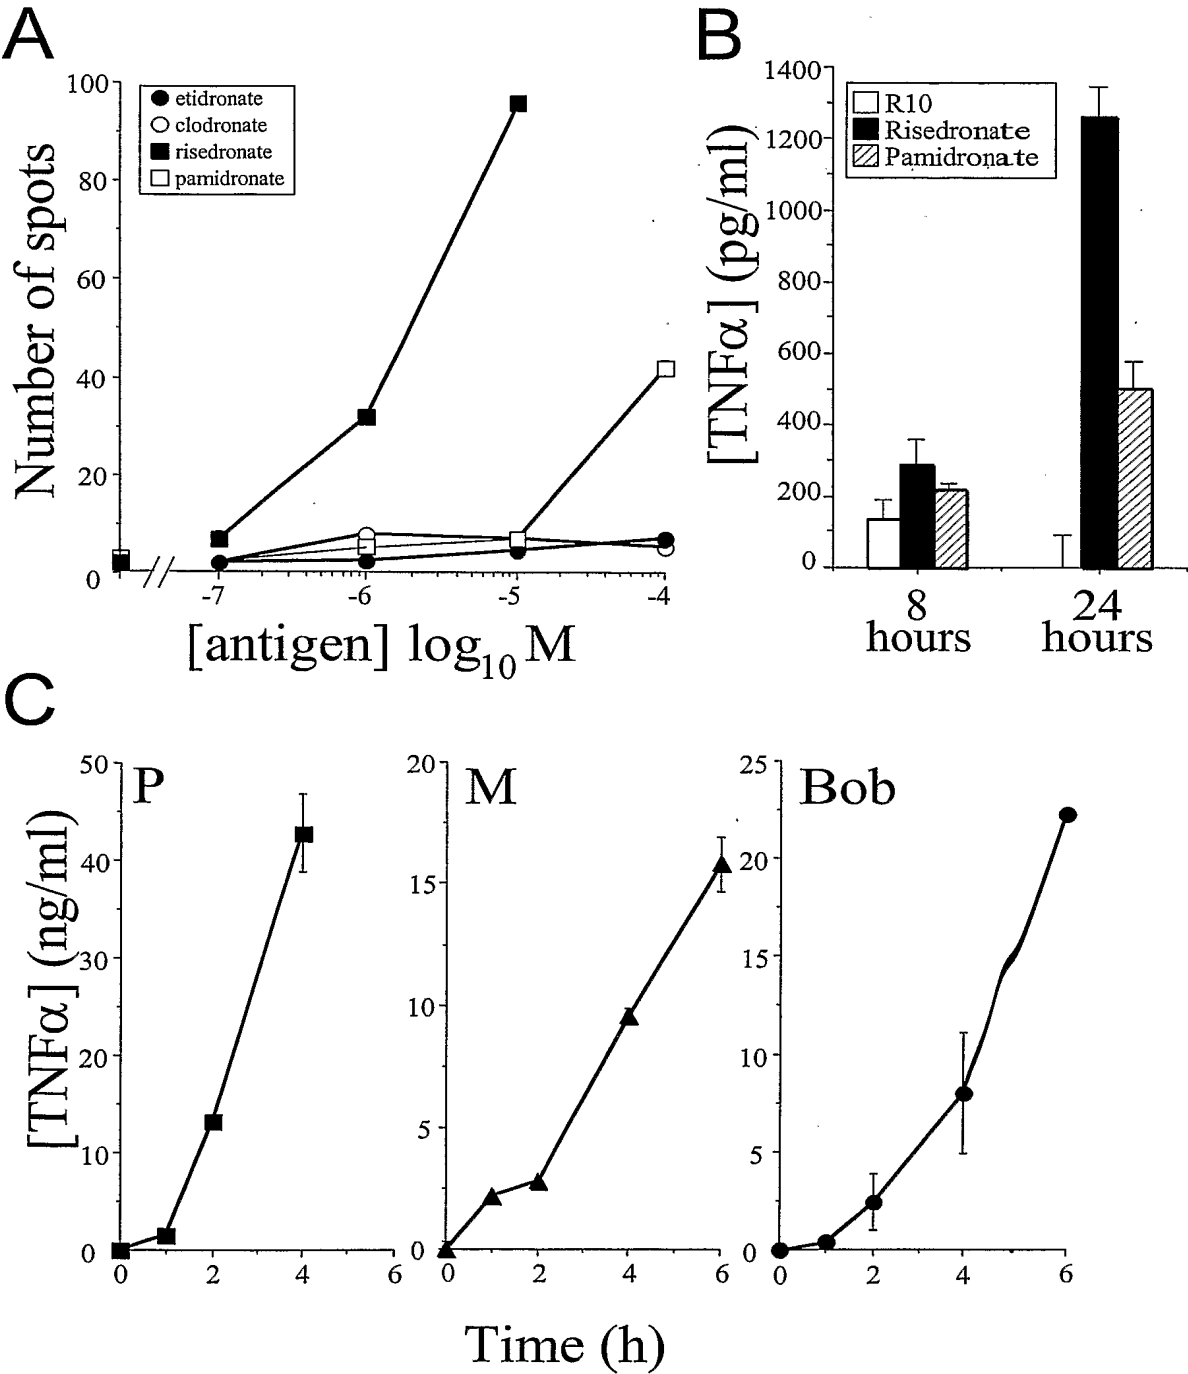 A
Number of spots
100
80
60
40
20
0
etidronate
clodronate
risedronate
pamidronate
-7
-6
-5
-4
[antigen] log10 M
B
[TNFα] (pg/ml)
1400
1200
1000
800
600
400
200
0
R10
Risedronate
Pamidronate
8
hours
24
hours
C
[TNFα] (ng/ml)
P
50
40
30
20
10
0
0
2
4
6
M
20
15
10
5
0
0
2
4
6
Bob
25
20
15
10
5
0
0
2
4
6
Time (h)